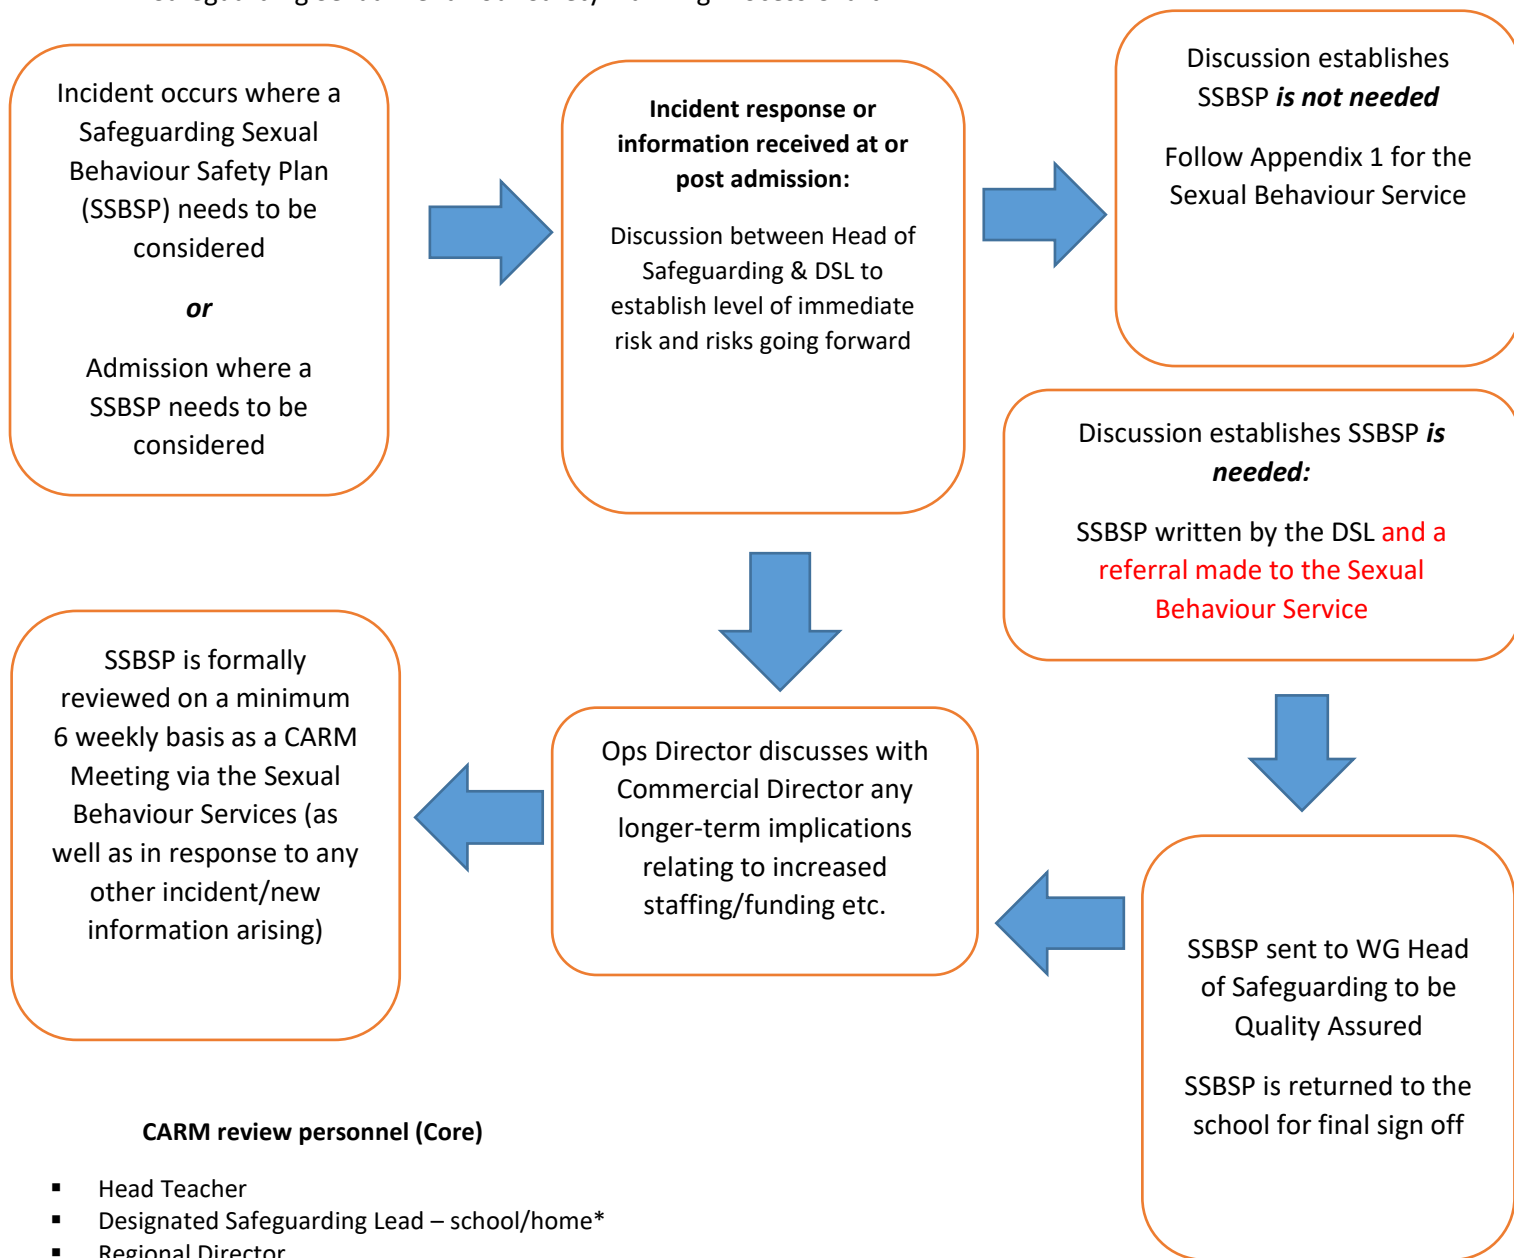 Incident occurs where a
Safeguarding Sexual
Behaviour Safety Plan
(SSBSP) needs to be
considered
or
Admission where a
SSBSP needs to be
considered
Incident response or
information received at or
post admission:
Discussion between Head of
Safeguarding & DSL to
establish level of immediate
risk and risks going forward
Discussion establishes
SSBSP is not needed
Follow Appendix 1 for the
Sexual Behaviour Service
Discussion establishes SSBSP is
needed:
SSBSP written by the DSL and a
referral made to the Sexual
Behaviour Service
SSBSP sent to WG Head
of Safeguarding to be
Quality Assured
SSBSP is returned to the
school for final sign off
Ops Director discusses with
Commercial Director any
longer-term implications
relating to increased
staffing/funding etc.
SSBSP is formally
reviewed on a minimum
6 weekly basis as a CARM
Meeting via the Sexual
Behaviour Services (as
well as in response to any
other incident/new
information arising)
CARM review personnel (Core)
▪ Head Teacher
▪ Designated Safeguarding Lead – school/home*
▪ Regional Director